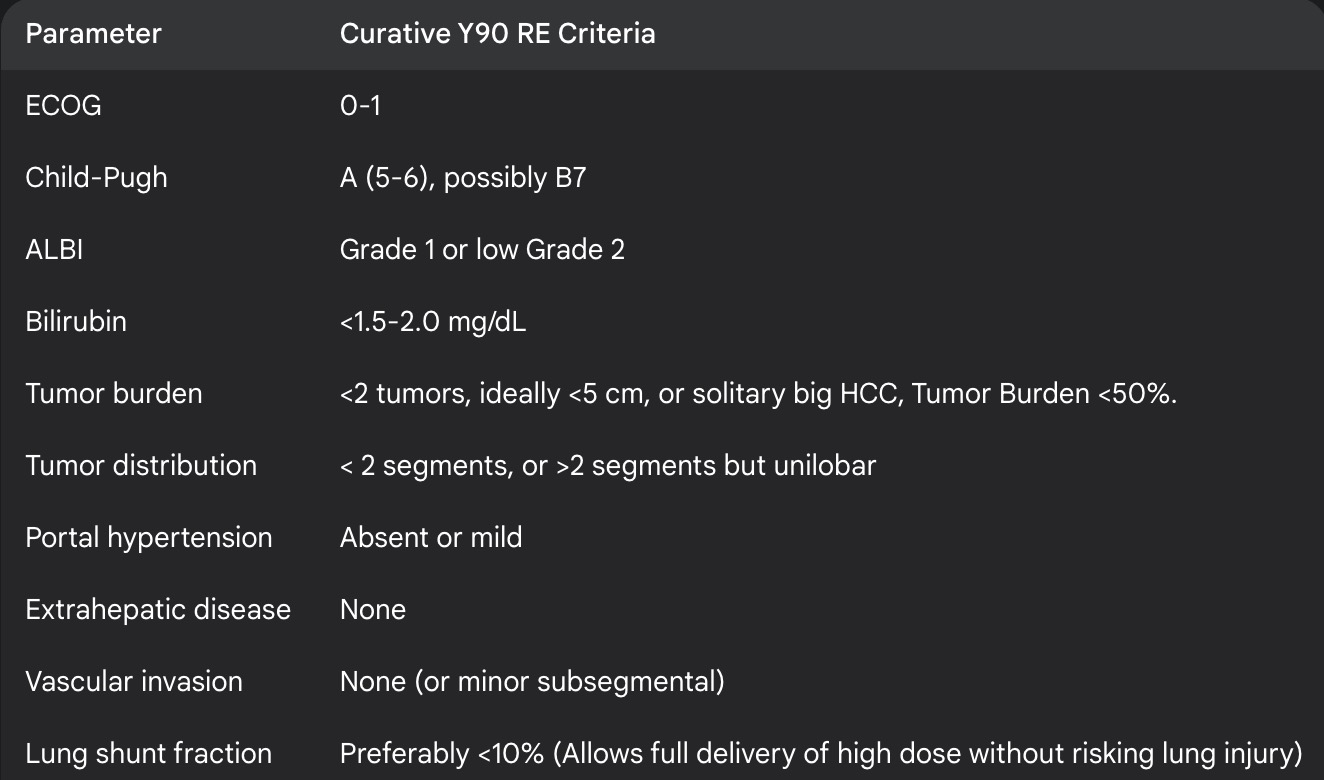 Parameter Curative Y90 RE Criteria
ECOG 0-1
Child-Pugh A (5-6), possibly B7
ALBI Grade 1 or low Grade 2
Bilirubin <1.5-2.0 mg/dL
Tumor burden <2 tumors, ideally <5 cm, or solitary big HCC, Tumor Burden <50%.
Tumor distribution < 2 segments, or >2 segments but unilobar
Portal hypertension Absent or mild
Extrahepatic disease None
Vascular invasion None (or minor subsegmental)
Lung shunt fraction Preferably <10% (Allows full delivery of high dose without risking lung injury)